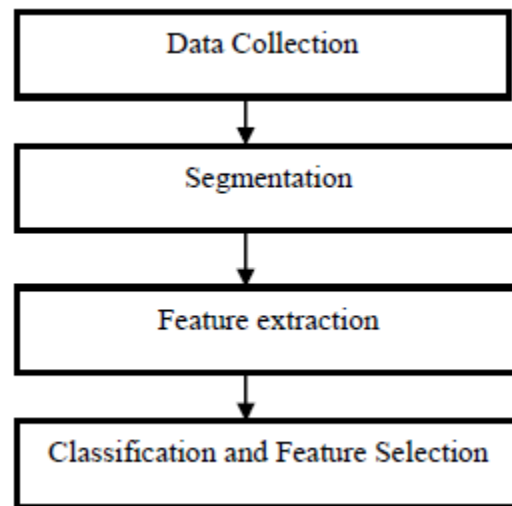 Data Collection
Segmentation
Feature extraction
Classification and Feature Selection